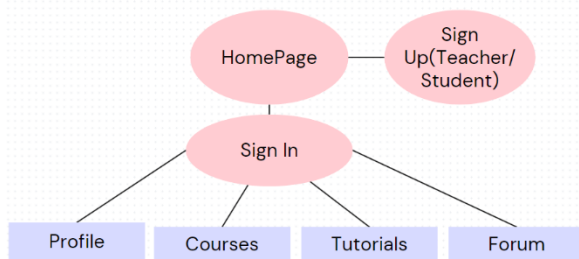 HomePage
Sign
Up(Teacher/
Student)
Sign In
Profile
Courses
Tutorials
Forum